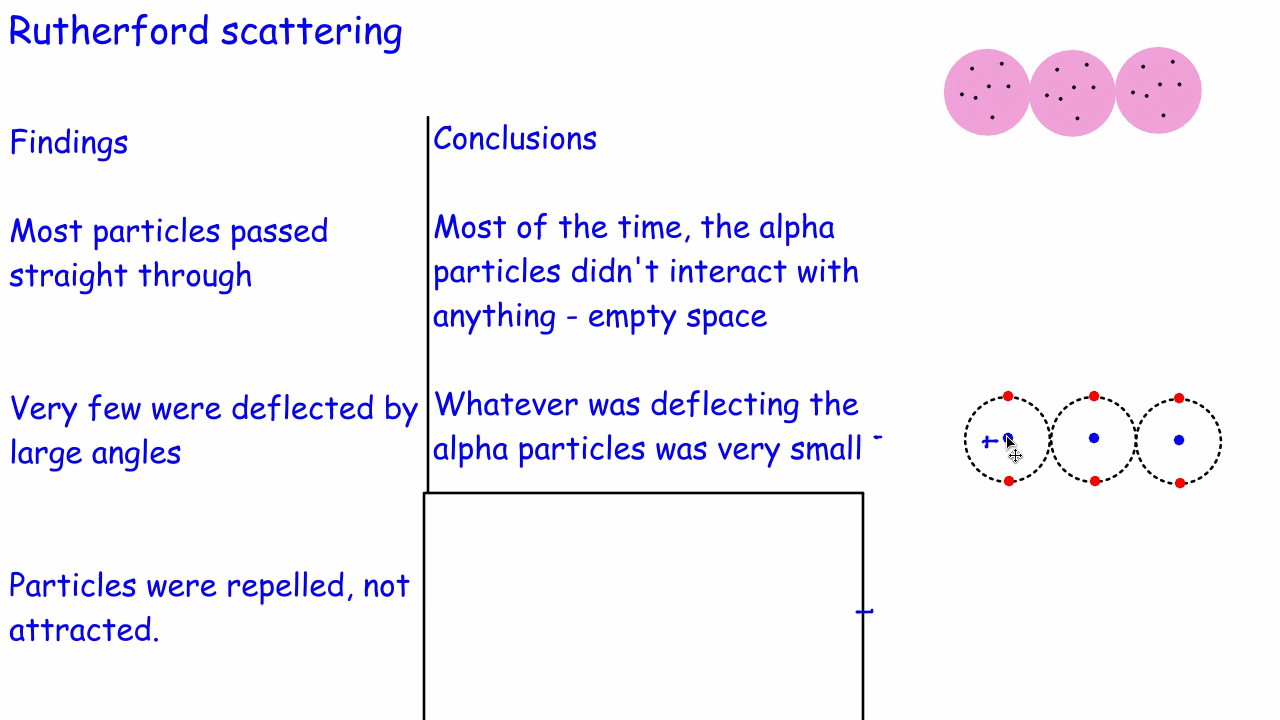 Rutherford scattering
Findings
Conclusions
Most particles passed
straight through
Most of the time, the alpha
particles didn't interact with
anything - empty space
Very few were deflected by
large angles
Whatever was deflecting the
alpha particles was very small
Particles were repelled, not
attracted.
+